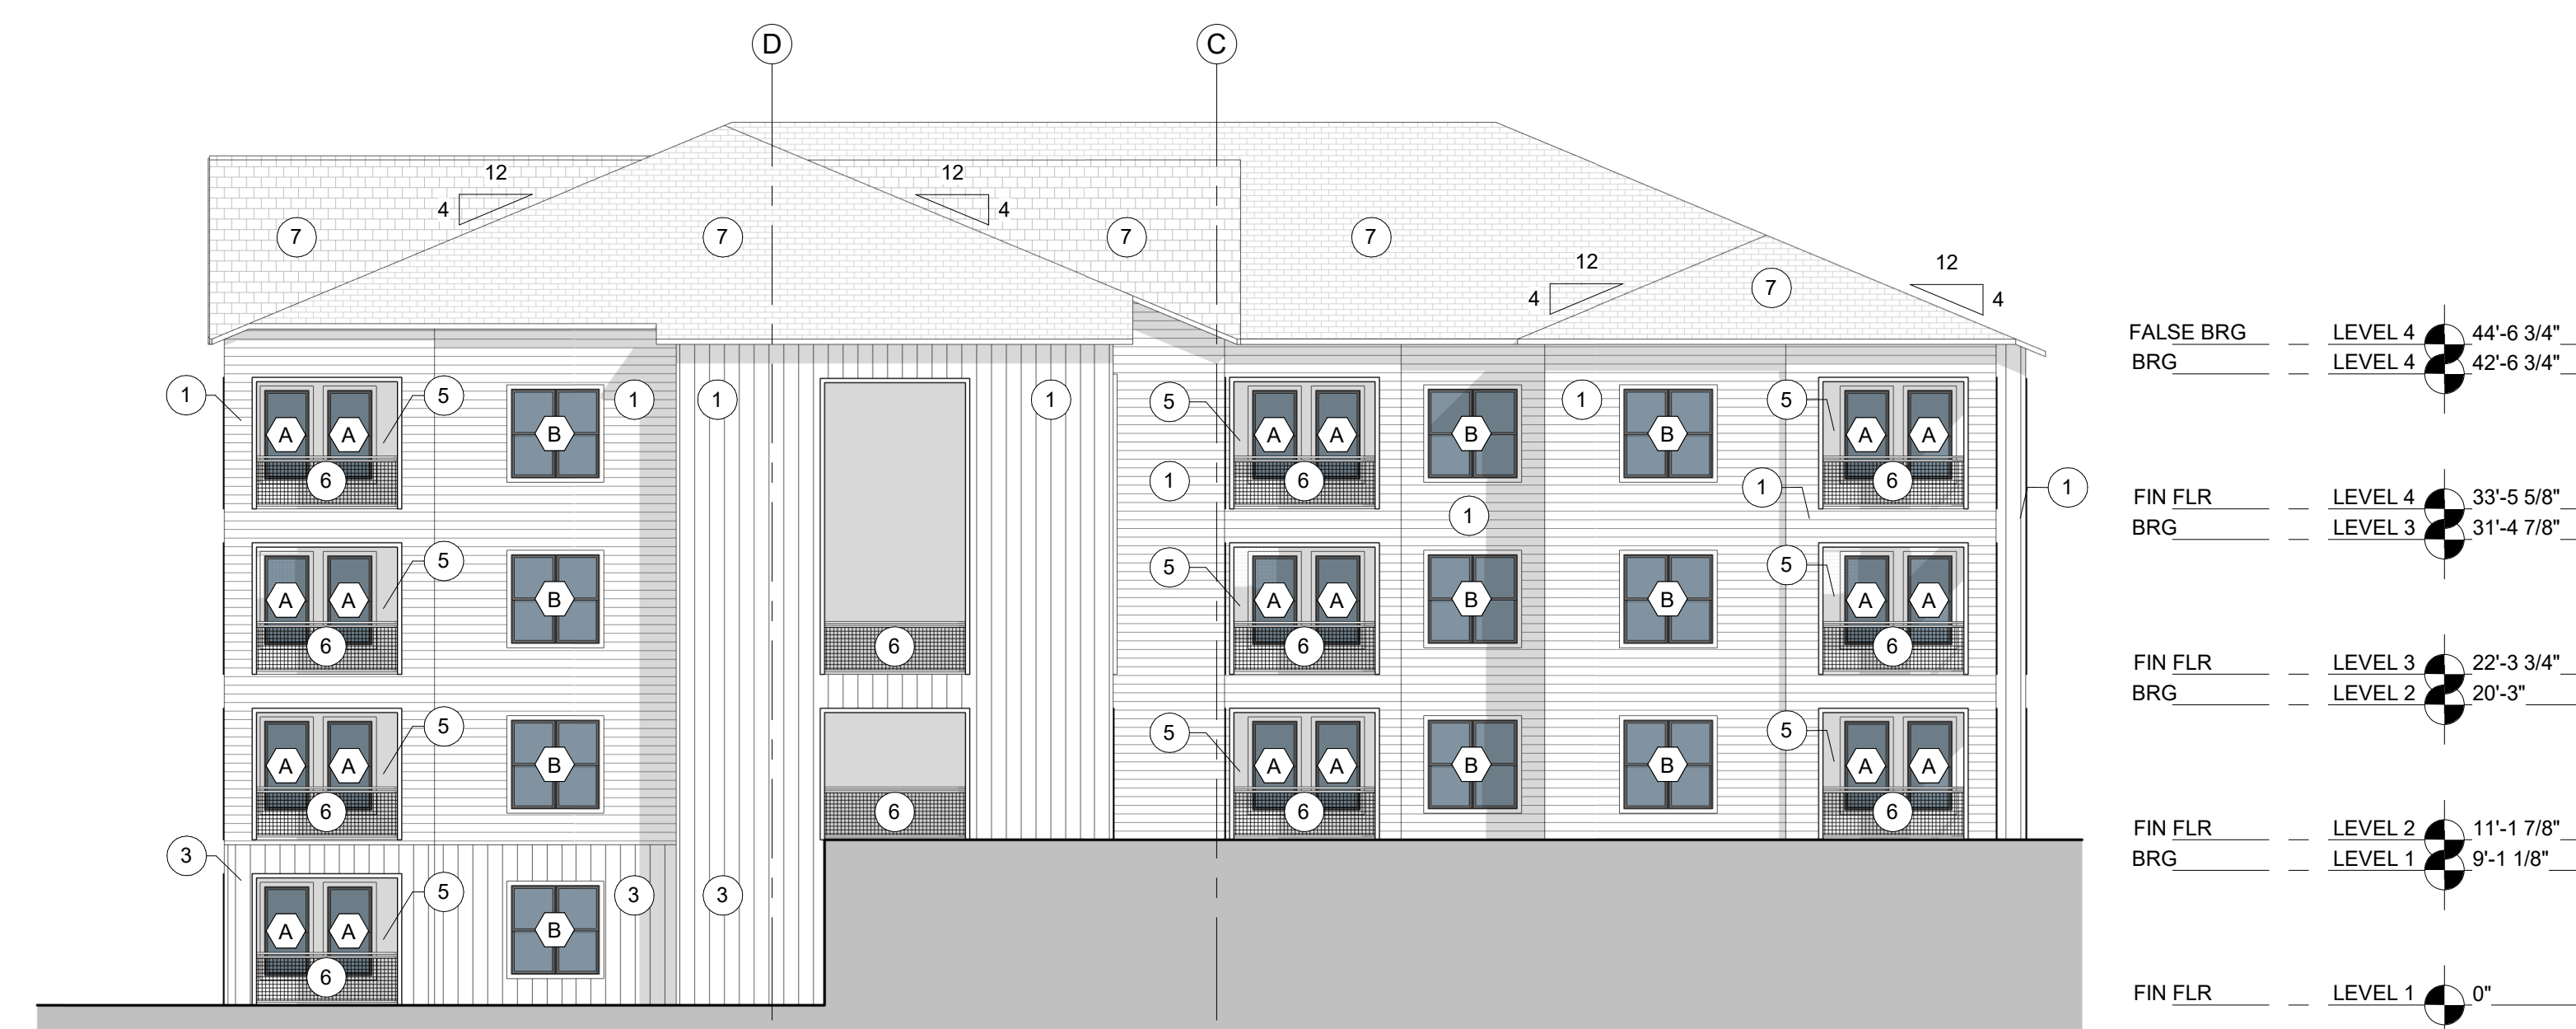 D C
12 12
4 4
7 7 7 7
12 12
7
4 4
FALSE BRG LEVEL 4 44'-6 3/4"
BRG LEVEL 4 42'-6 3/4"
1 5 1 1 1 5 1 5
A A B A A B B A A
6 1 6 1 6 1
1
FIN FLR LEVEL 4 33'-5 5/8"
BRG LEVEL 3 31'-4 7/8"
5 5 5
A A B A A B B A A
6 6 6 6
FIN FLR LEVEL 3 22'-3 3/4"
BRG LEVEL 2 20'-3"
5 5 5
A A B A A B B A A
6 6 6 6
FIN FLR LEVEL 2 11'-1 7/8"
BRG LEVEL 1 9'-1 1/8"
3 5 3 3
A A B
6
FIN FLR LEVEL 1 0"